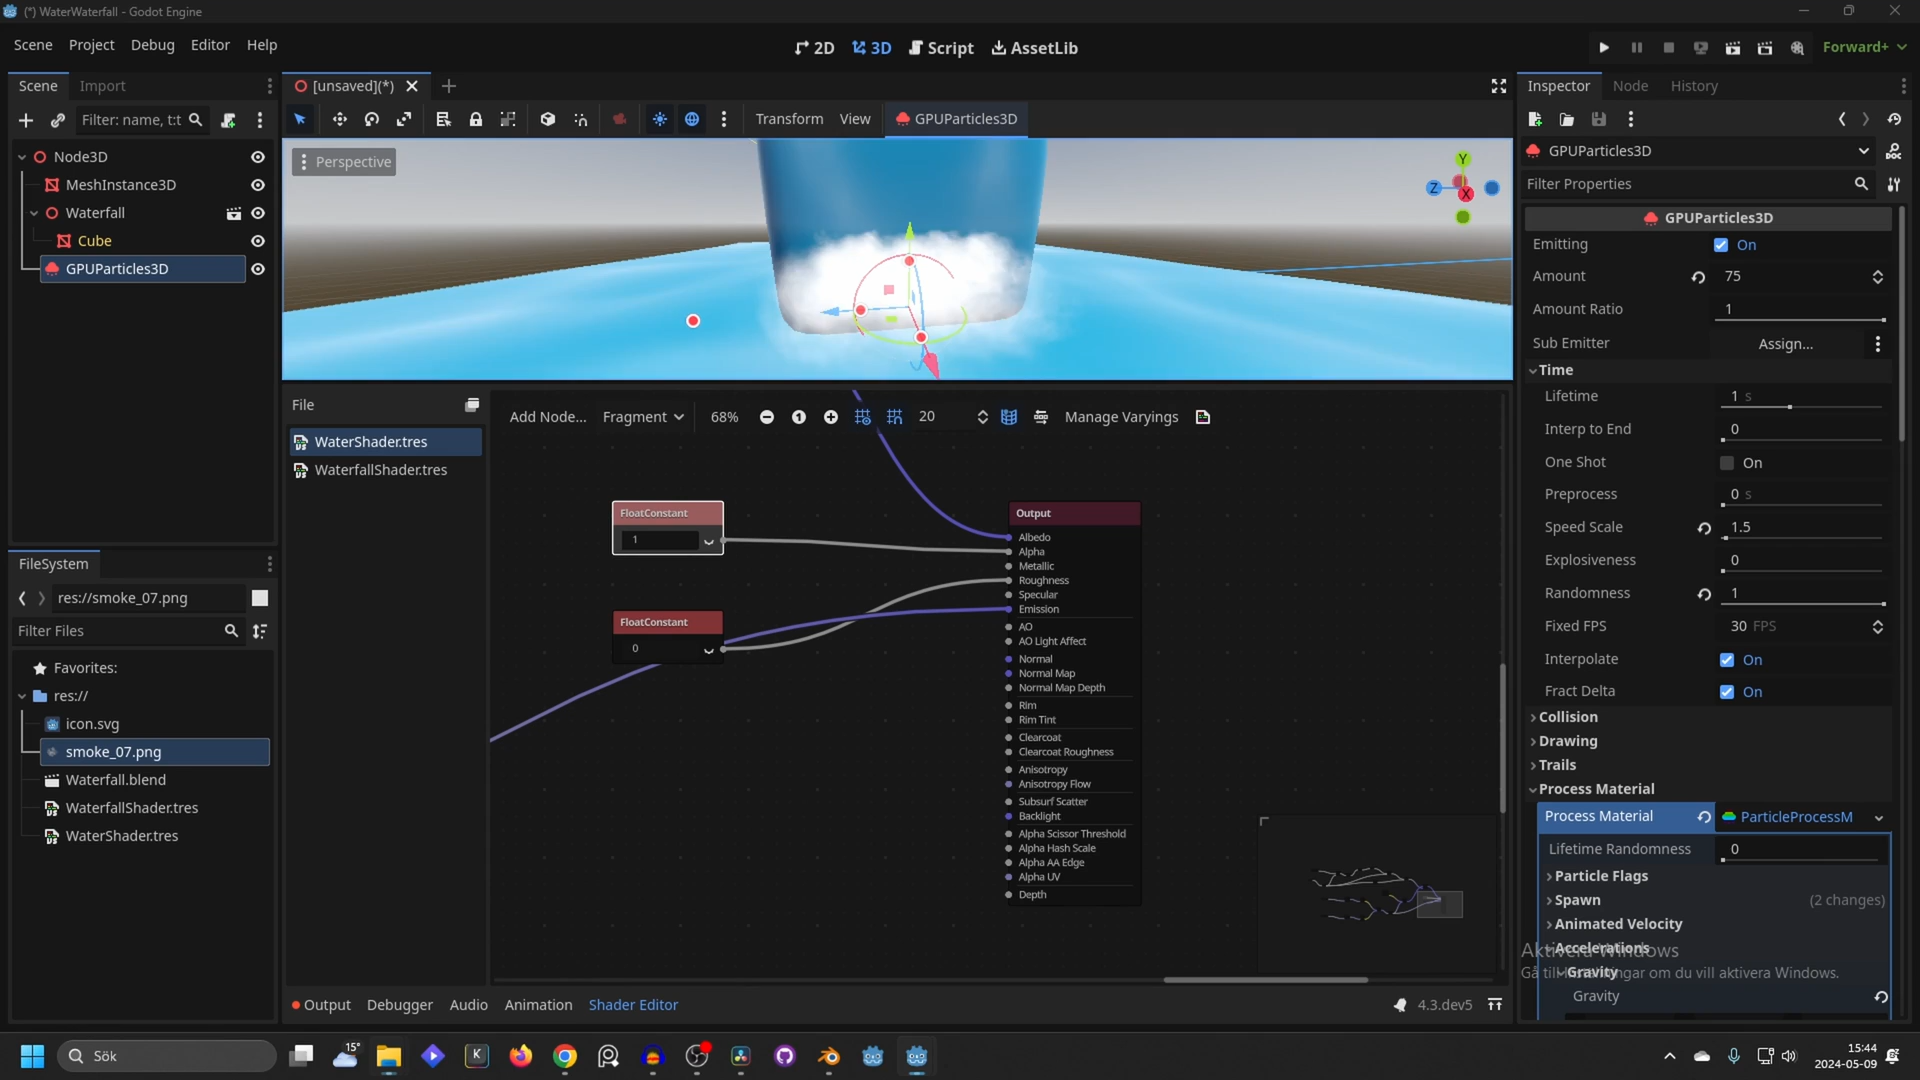 (*) WaterWaterfall - Godot Engine
Scene Project Debug Editor Help
2D 3D Script AssetLib
Forward+
Scene Import
[unsaved](*)
Inspector Node History
Filter: name, t:t
Transform View GPUParticles3D
Node3D
MeshInstance3D
Waterfall
Cube
GPUParticles3D
Perspective
Y
Z
X
FileSystem
res://smoke_07.png
Filter Files
Favorites:
res://
icon.svg
smoke_07.png
Waterfall.blend
WaterfallShader.tres
WaterShader.tres
File
WaterShader.tres
WaterfallShader.tres
Add Node... Fragment 68% 1 20 Manage Varyings
FloatConstant
1
FloatConstant
0
Output
Albedo
Alpha
Metallic
Roughness
Specular
Emission
AO
AO Light Affect
Normal
Normal Map
Normal Map Depth
Rim
Rim Tint
Clearcoat
Clearcoat Roughness
Anisotropy
Anisotropy Flow
Subsurf Scatter
Backlight
Alpha Scissor Threshold
Alpha Hash Scale
Alpha AA Edge
Alpha UV
Depth
Output Debugger Audio Animation Shader Editor
4.3.dev5
GPUParticles3D
Filter Properties
GPUParticles3D
Emitting On
Amount 75
Amount Ratio 1
Sub Emitter Assign...
Time
Lifetime 1 s
Interp to End 0
One Shot On
Preprocess 0 s
Speed Scale 1.5
Explosiveness 0
Randomness 1
Fixed FPS 30 FPS
Interpolate On
Fract Delta On
Collision
Drawing
Trails
Process Material
Process Material ParticleProcessM
Lifetime Randomness 0
Particle Flags
Spawn (2 changes)
Animated Velocity
Accelerations
Aktivera Windows
Gravity
Gå till Inställningar om du vill aktivera Windows.
Gravity
Sök
15°
K
15:44
2024-05-09